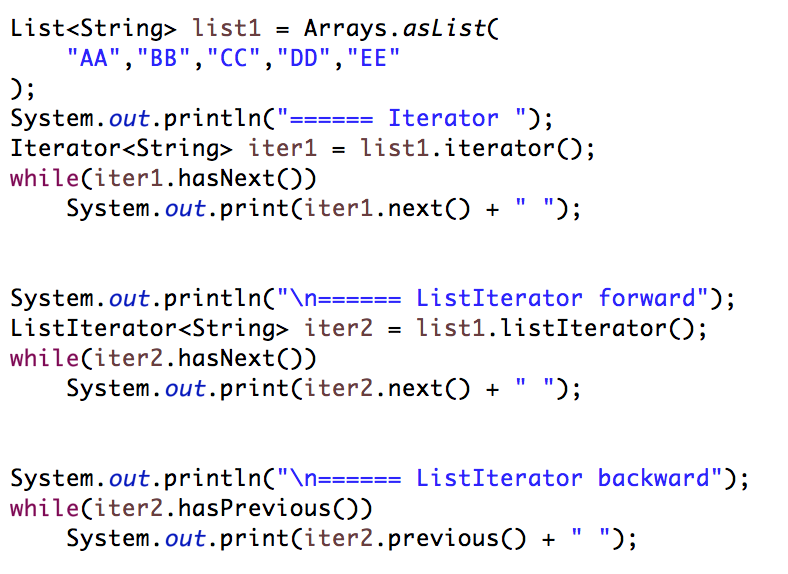 List<String> list1 = Arrays.asList(
    "AA","BB","CC","DD","EE"
);
System.out.println("====== Iterator ");
Iterator<String> iter1 = list1.iterator();
while(iter1.hasNext())
    System.out.print(iter1.next() + " ");
System.out.println("\n====== ListIterator forward");
ListIterator<String> iter2 = list1.listIterator();
while(iter2.hasNext())
    System.out.print(iter2.next() + " ");
System.out.println("\n====== ListIterator backward");
while(iter2.hasPrevious())
    System.out.print(iter2.previous() + " ");